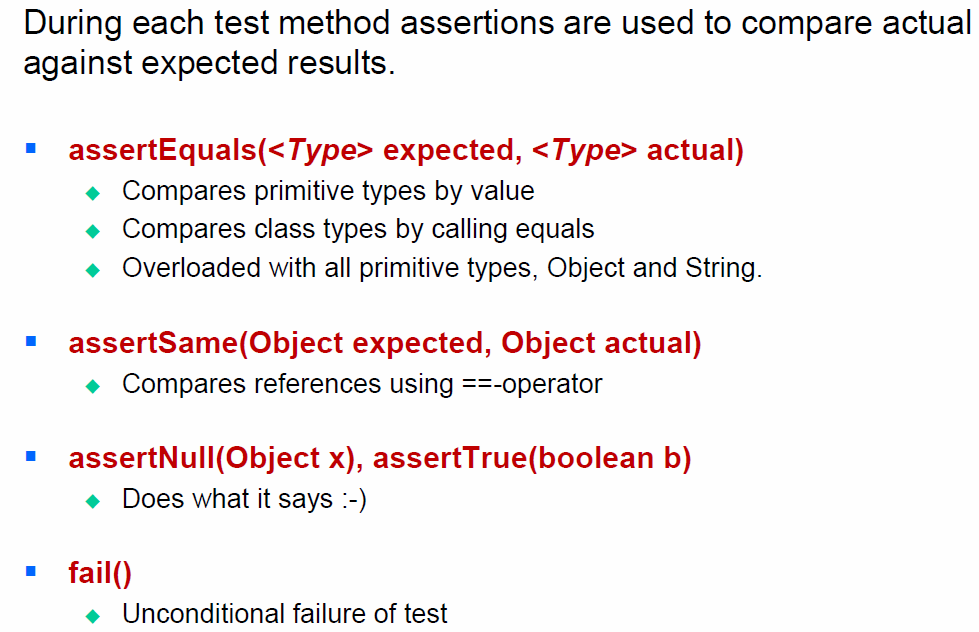 During each test method assertions are used to compare actual
against expected results.
assertEquals(<Type> expected, <Type> actual)
Compares primitive types by value
Compares class types by calling equals
Overloaded with all primitive types, Object and String.
assertSame(Object expected, Object actual)
Compares references using ==-operator
assertNull(Object x), assertTrue(boolean b)
Does what it says :-)
fail()
Unconditional failure of test